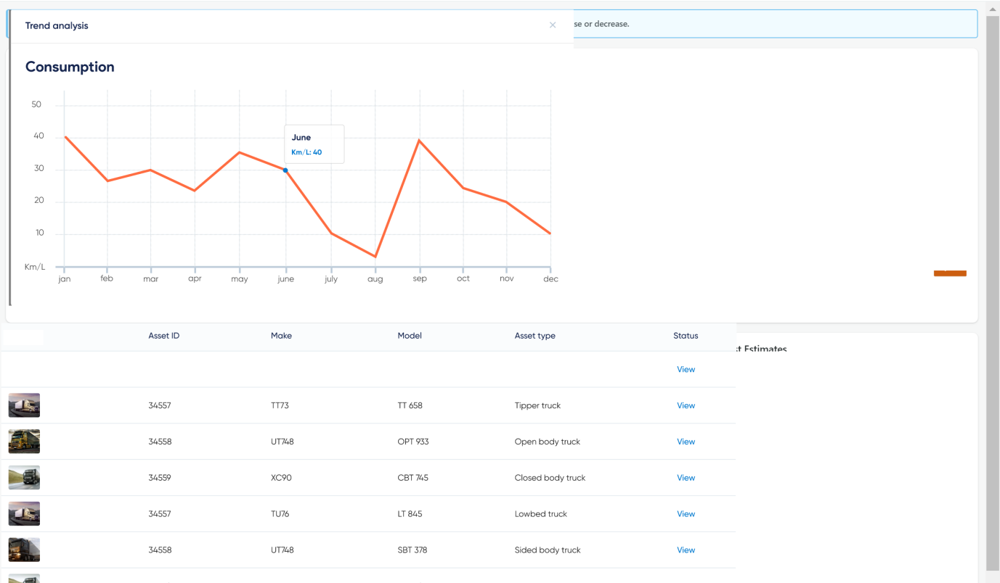 Trend analysis ×
se or decrease.
Consumption
50
40
30
20
10
Km/L
June
Km/L: 40
jan feb mar apr may june july aug sep oct nov dec
Asset ID Make Model Asset type Status
t Estimates
View
34557 TT73 TT 658 Tipper truck View
34558 UT748 OPT 933 Open body truck View
34559 XC90 CBT 745 Closed body truck View
34557 TU76 LT 845 Lowbed truck View
34558 UT748 SBT 378 Sided body truck View